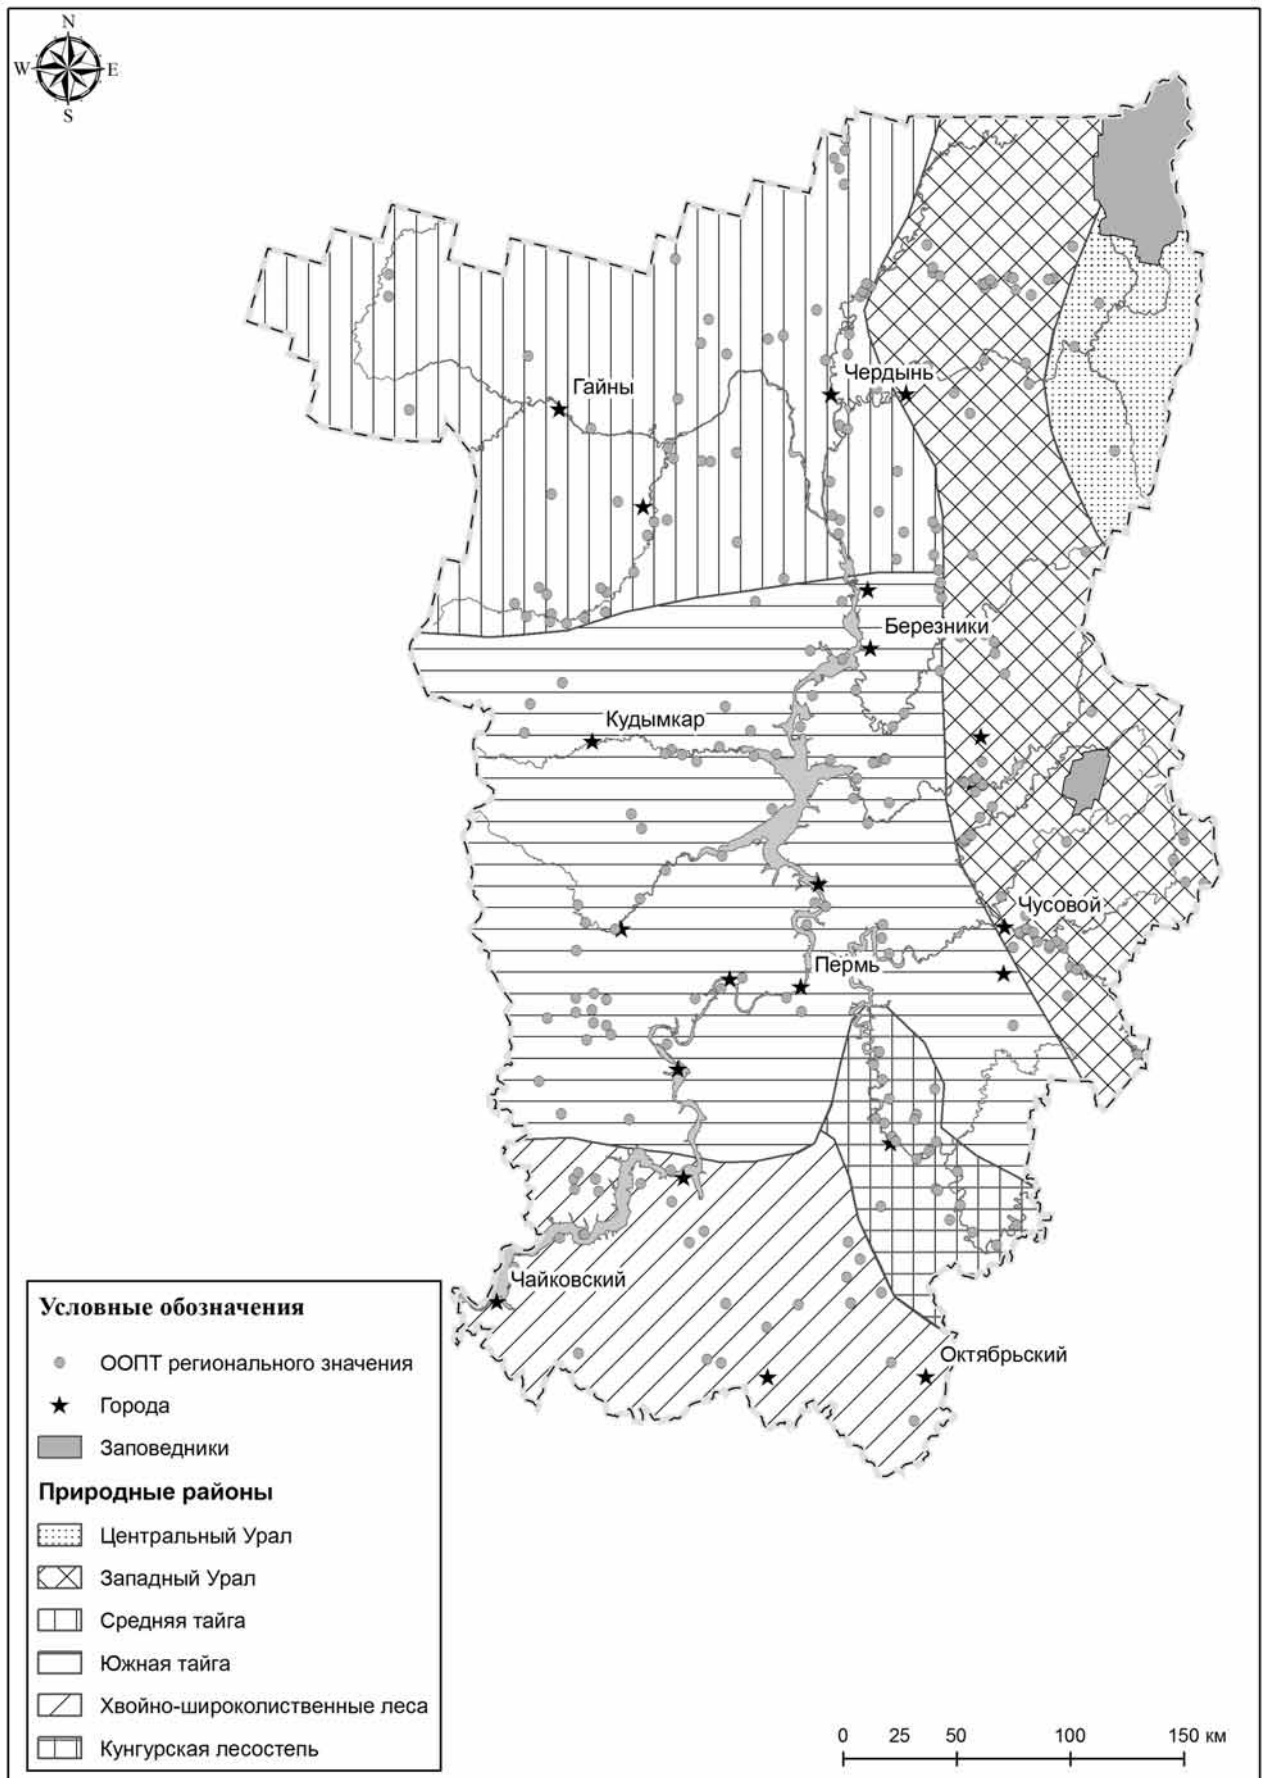 N
W E
S
Гайны
Чердынь
Березники
Кудымкар
Чусовой
Пермь
Чайковский
Октябрьский
Условные обозначения
ООПТ регионального значения
Города
Заповедники
Природные районы
Центральный Урал
Западный Урал
Средняя тайга
Южная тайга
Хвойно-широколиственные леса
Кунгурская лесостепь
0 25 50 100 150 км